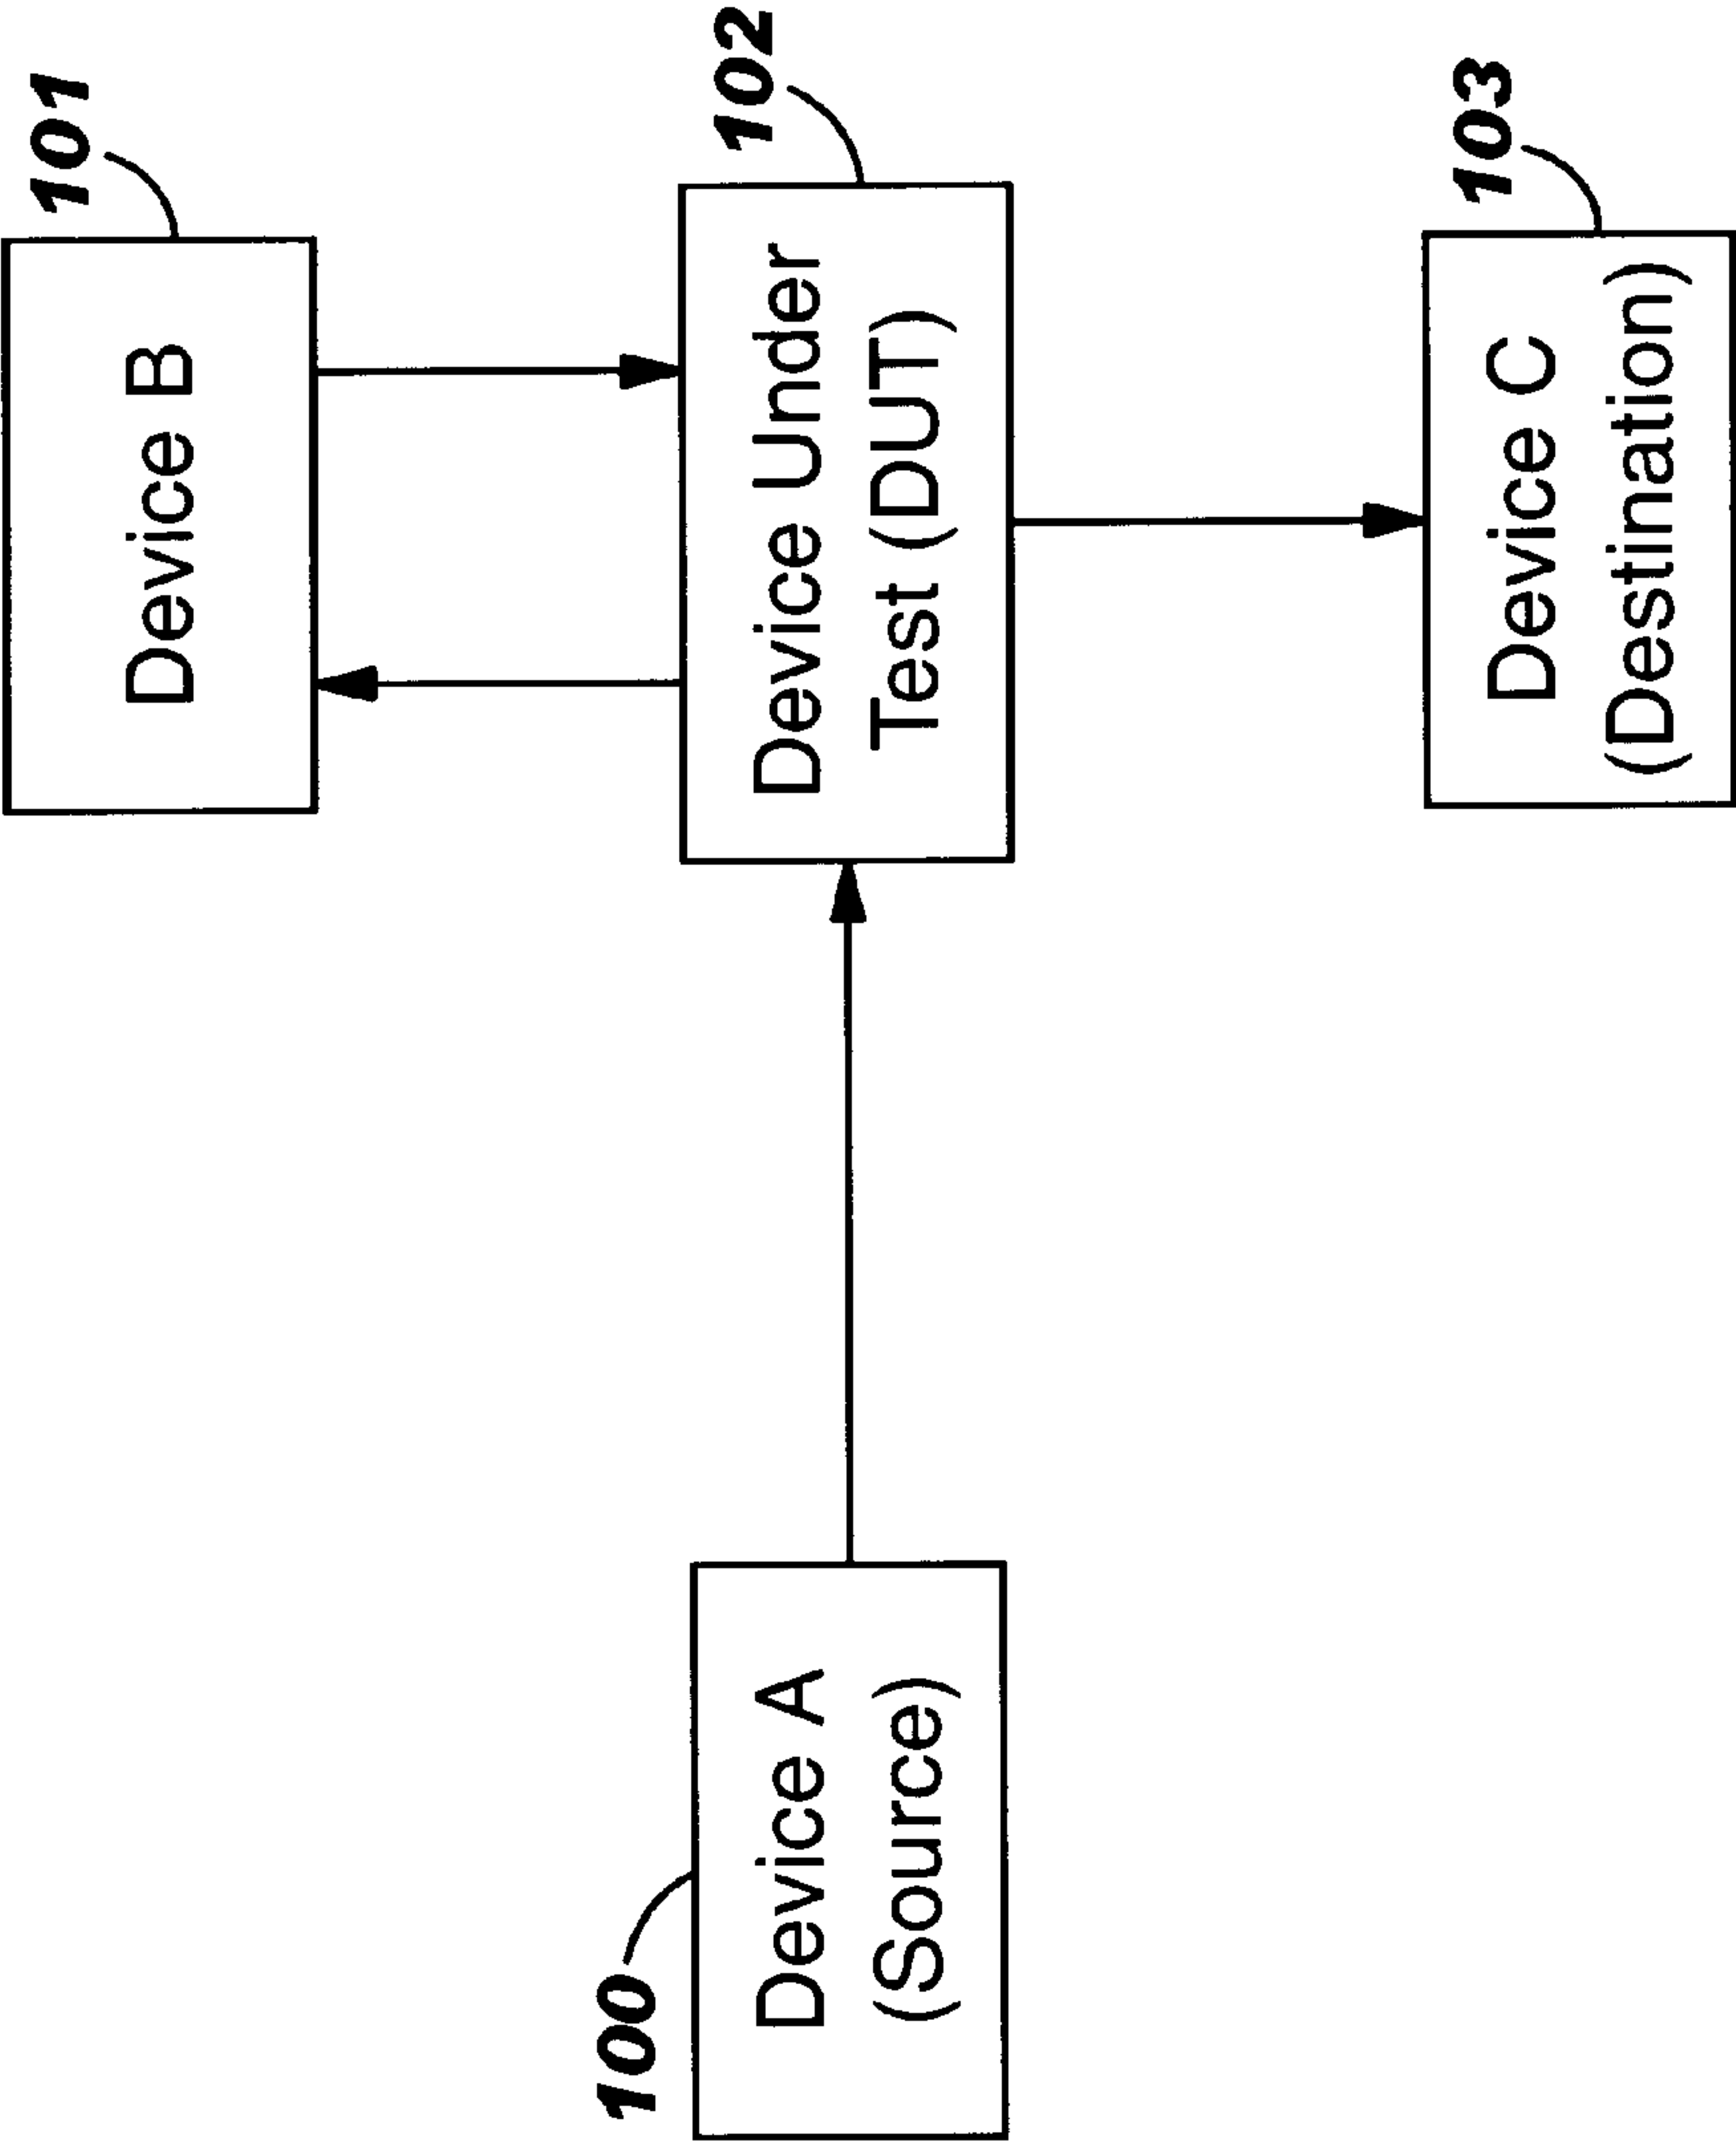 101
Device B
100
Device A
(Source)
102
Device Under
Test (DUT)
103
Device C
(Destination)